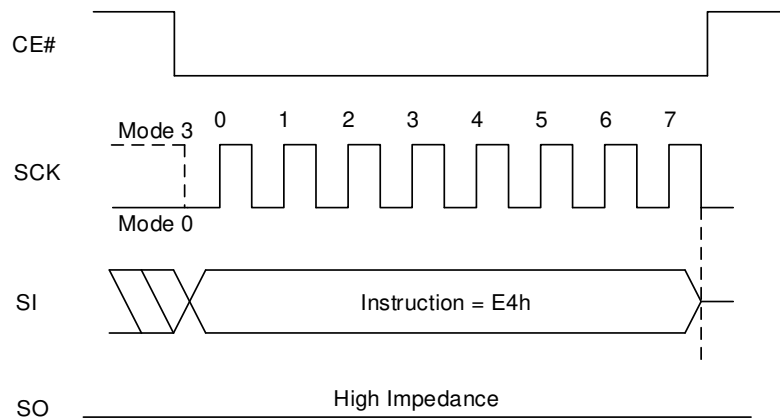 CE#
Mode 3
0 1 2 3 4 5 6 7
SCK
Mode 0
SI
Instruction = E4h
SO
High Impedance